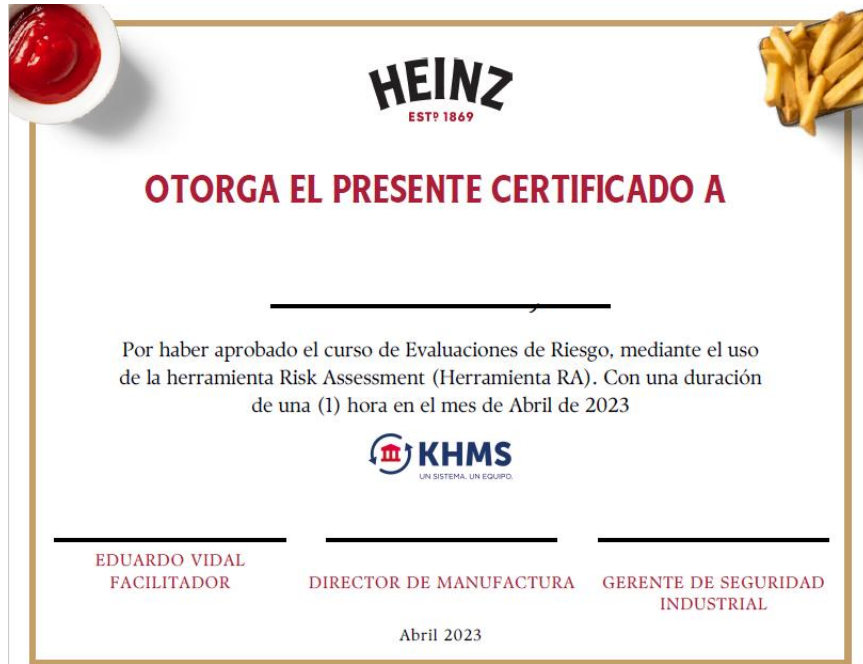 HEINZ
ESTD 1869
OTORGA EL PRESENTE CERTIFICADO A
Por haber aprobado el curso de Evaluaciones de Riesgo, mediante el uso
de la herramienta Risk Assessment (Herramienta RA). Con una duración
de una (1) hora en el mes de Abril de 2023
KHMS
UN SISTEMA. UN EQUIPO.
EDUARDO VIDAL
FACILITADOR
DIRECTOR DE MANUFACTURA
GERENTE DE SEGURIDAD
INDUSTRIAL
Abril 2023